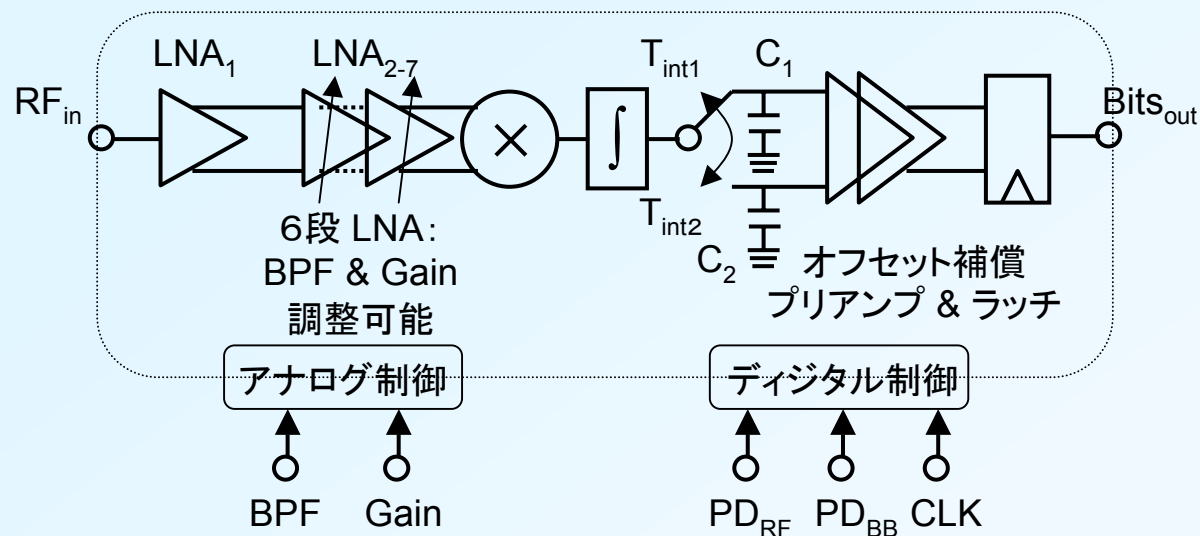 LNA1
LNA2-7
Tint1
C1
RFin
Bitsout
×
∫
Tint2
C2
6段 LNA:
BPF & Gain
調整可能
オフセット補償
プリアンプ & ラッチ
アナログ制御
ディジタル制御
BPF
Gain
PDRF
PDBB
CLK